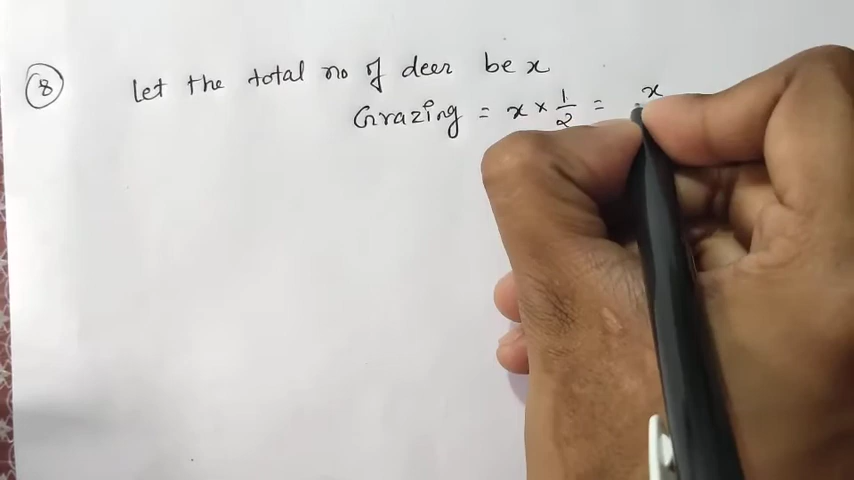 (8) Let the total no of deer be x
Grazing = x × 1/2 = x